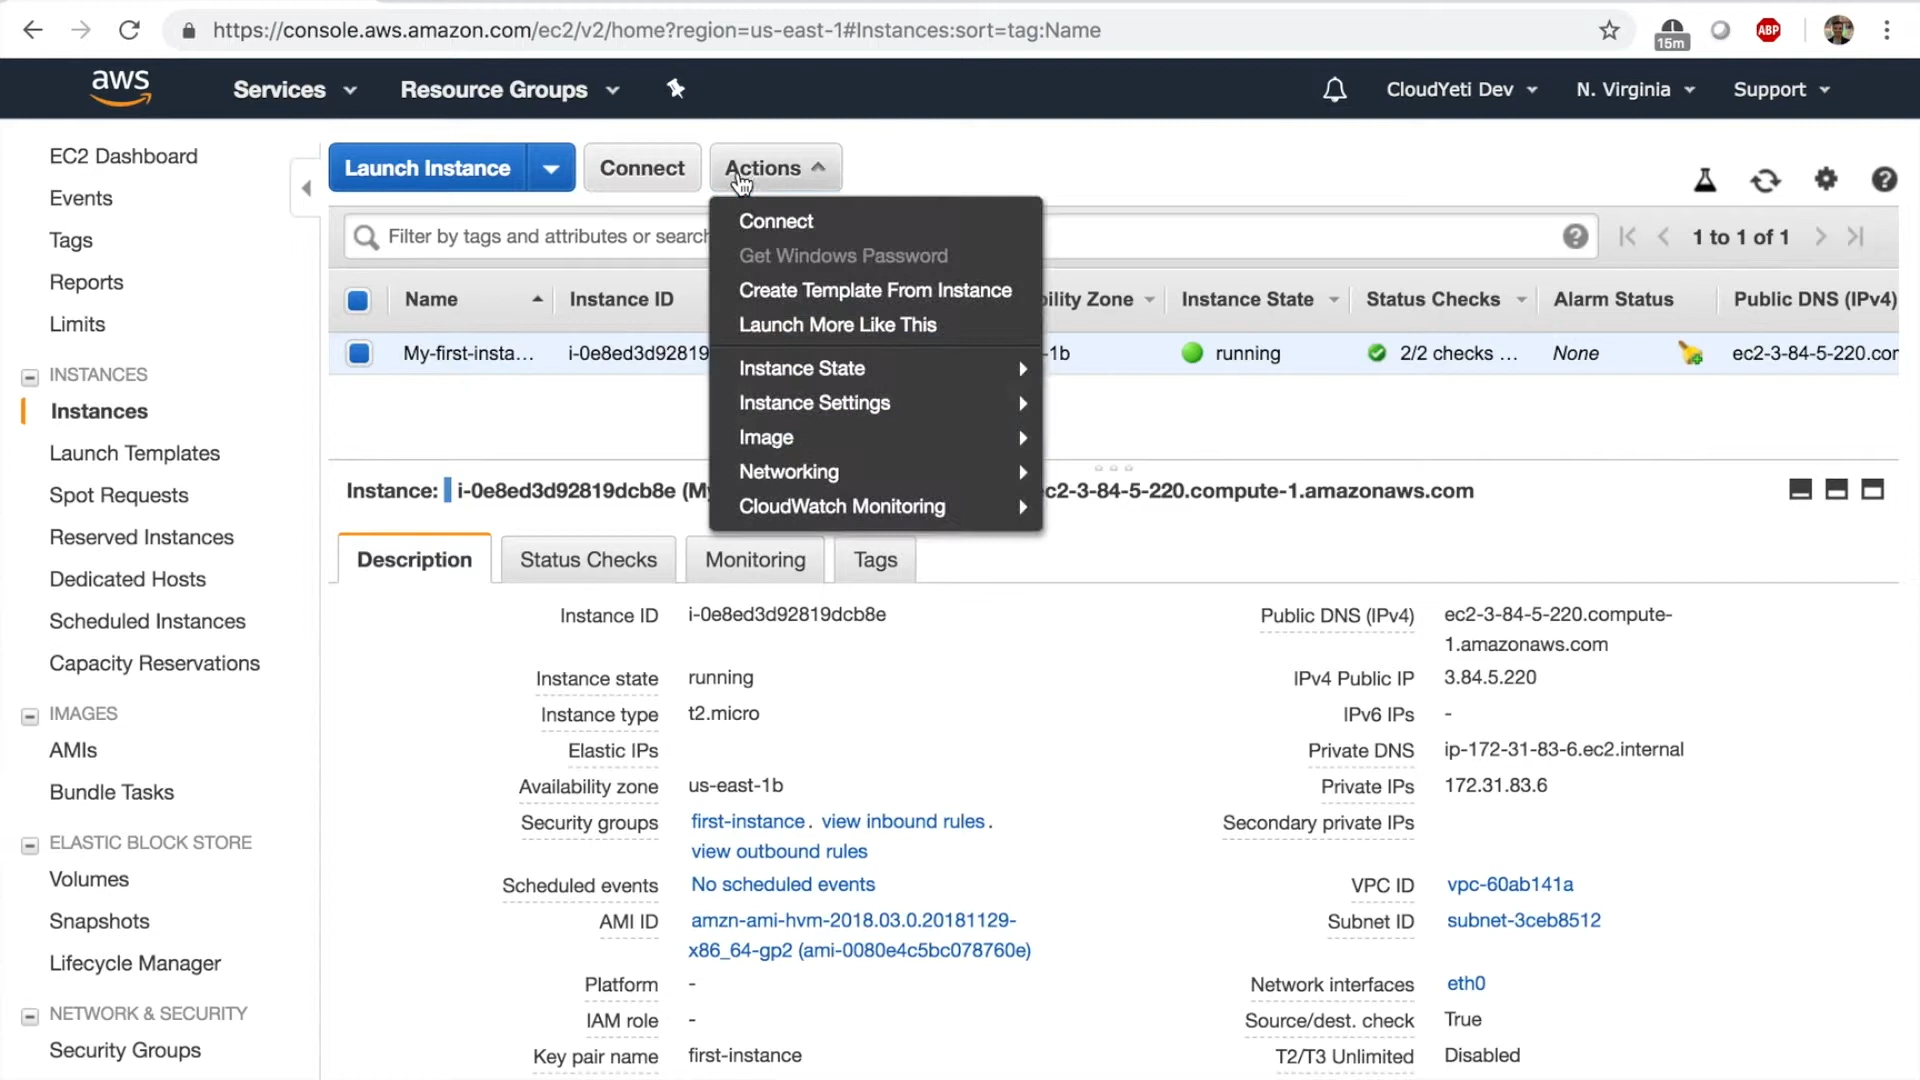 https://console.aws.amazon.com/ec2/v2/home?region=us-east-1#Instances:sort=tag:Name
15m
ABP
aws
Services
Resource Groups
CloudYeti Dev
N. Virginia
Support
EC2 Dashboard
Events
Tags
Reports
Limits
INSTANCES
Instances
Launch Templates
Spot Requests
Reserved Instances
Dedicated Hosts
Scheduled Instances
Capacity Reservations
IMAGES
AMIs
Bundle Tasks
ELASTIC BLOCK STORE
Volumes
Snapshots
Lifecycle Manager
NETWORK & SECURITY
Security Groups
Launch Instance
Connect
Actions
Connect
Get Windows Password
Create Template From Instance
Launch More Like This
Instance State
Instance Settings
Image
Networking
CloudWatch Monitoring
Filter by tags and attributes or search
1 to 1 of 1
Name
Instance ID
bility Zone
Instance State
Status Checks
Alarm Status
Public DNS (IPv4)
My-first-insta...
i-0e8ed3d92819
-1b
running
2/2 checks ...
None
ec2-3-84-5-220.cor
Instance: i-0e8ed3d92819dcb8e (My
c2-3-84-5-220.compute-1.amazonaws.com
Description
Status Checks
Monitoring
Tags
Instance ID i-0e8ed3d92819dcb8e
Instance state running
Instance type t2.micro
Elastic IPs
Availability zone us-east-1b
Security groups first-instance. view inbound rules.
view outbound rules
Scheduled events No scheduled events
AMI ID amzn-ami-hvm-2018.03.0.20181129-
x86_64-gp2 (ami-0080e4c5bc078760e)
Platform -
IAM role -
Key pair name first-instance
Public DNS (IPv4) ec2-3-84-5-220.compute-
1.amazonaws.com
IPv4 Public IP 3.84.5.220
IPv6 IPs -
Private DNS ip-172-31-83-6.ec2.internal
Private IPs 172.31.83.6
Secondary private IPs
VPC ID vpc-60ab141a
Subnet ID subnet-3ceb8512
Network interfaces eth0
Source/dest. check True
T2/T3 Unlimited Disabled